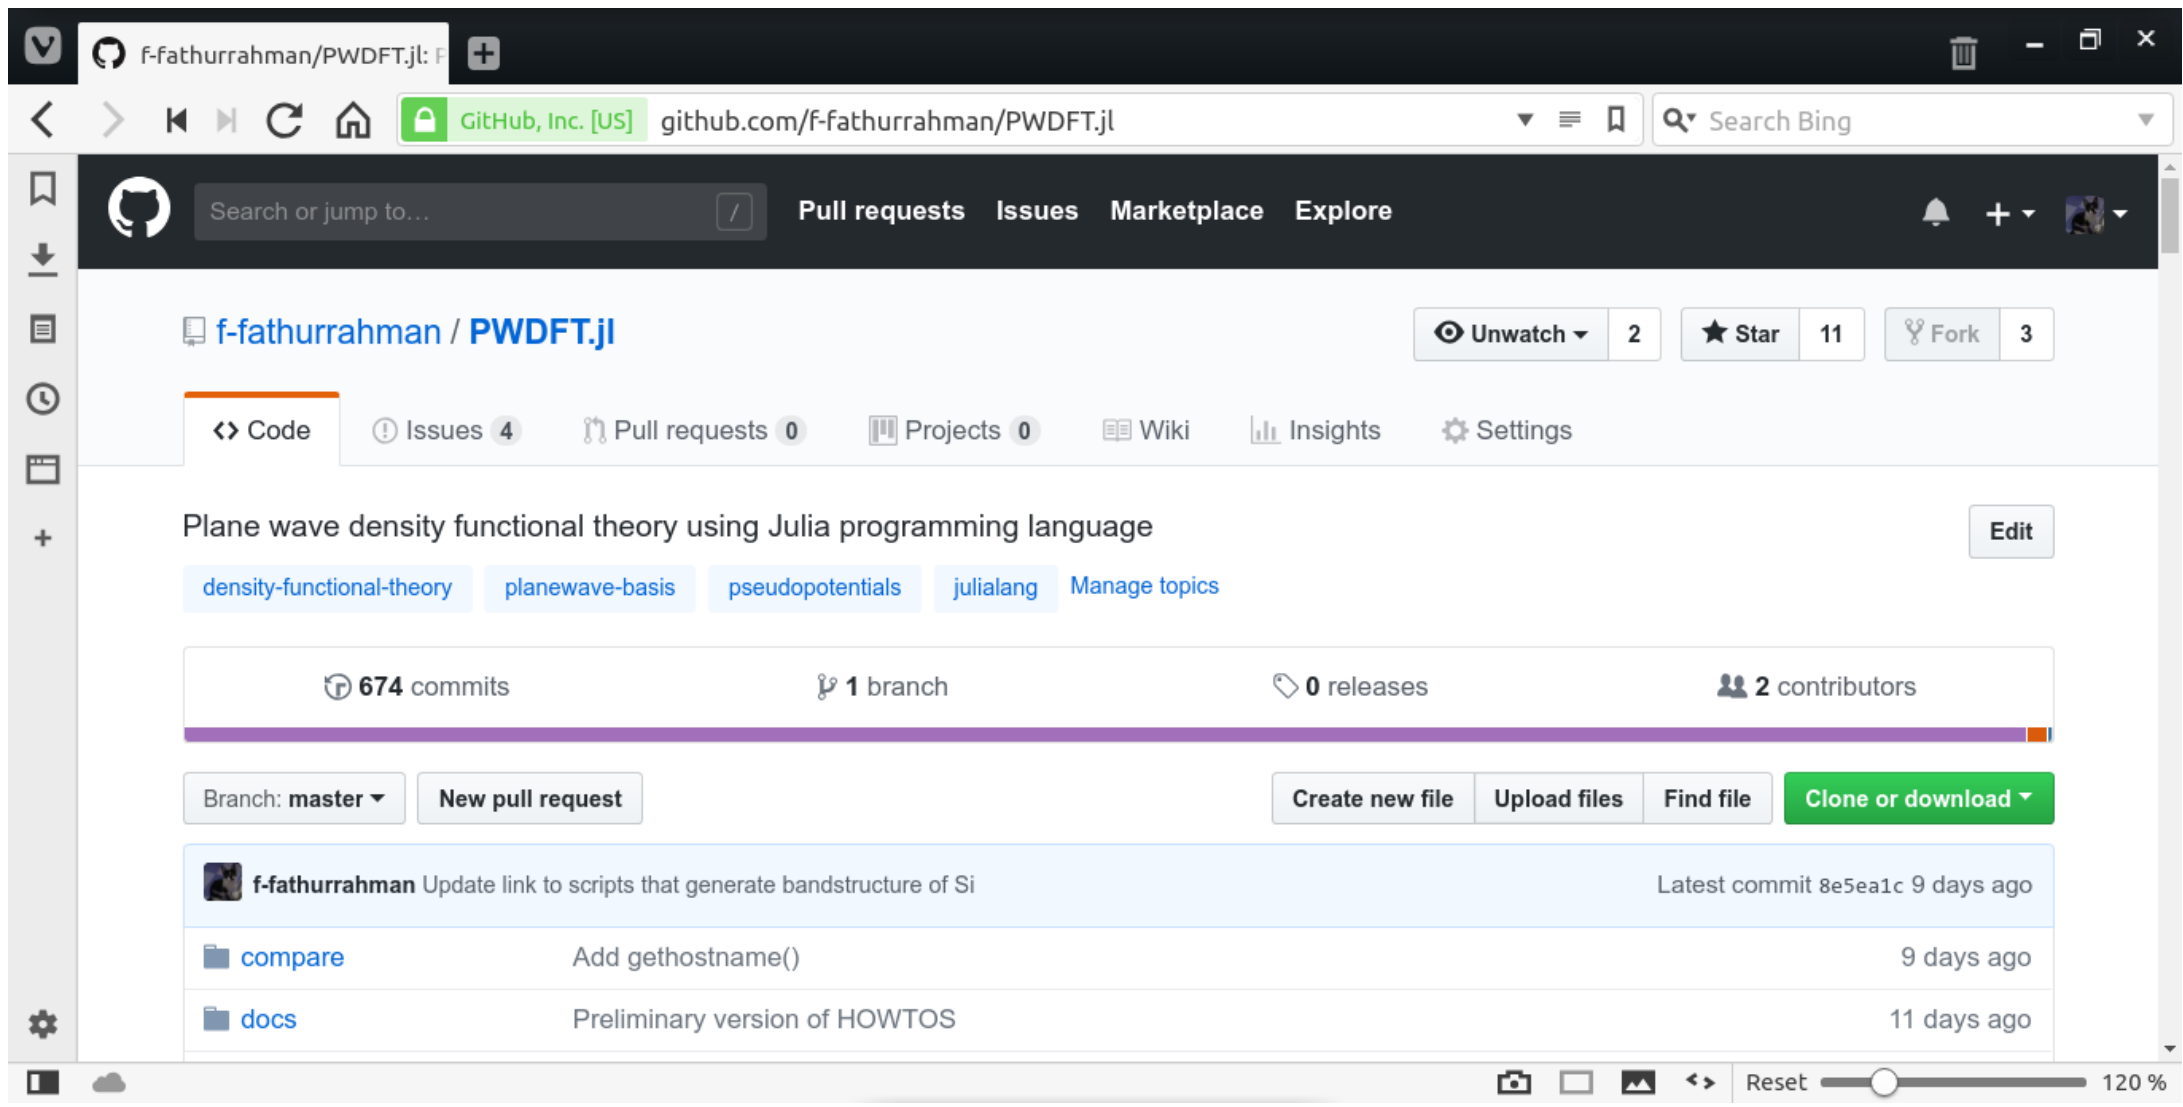 f-fathurrahman/PWDFT.jl:
GitHub, Inc. [US] github.com/f-fathurrahman/PWDFT.jl Search Bing
Search or jump to… / Pull requests Issues Marketplace Explore
f-fathurrahman / PWDFT.jl Unwatch 2 Star 11 Fork 3
Code Issues 4 Pull requests 0 Projects 0 Wiki Insights Settings
Plane wave density functional theory using Julia programming language Edit
density-functional-theory planewave-basis pseudopotentials julialang Manage topics
674 commits 1 branch 0 releases 2 contributors
Branch: master New pull request Create new file Upload files Find file Clone or download
f-fathurrahman Update link to scripts that generate bandstructure of Si Latest commit 8e5ea1c 9 days ago
compare Add gethostname() 9 days ago
docs Preliminary version of HOWTOS 11 days ago
Reset 120 %